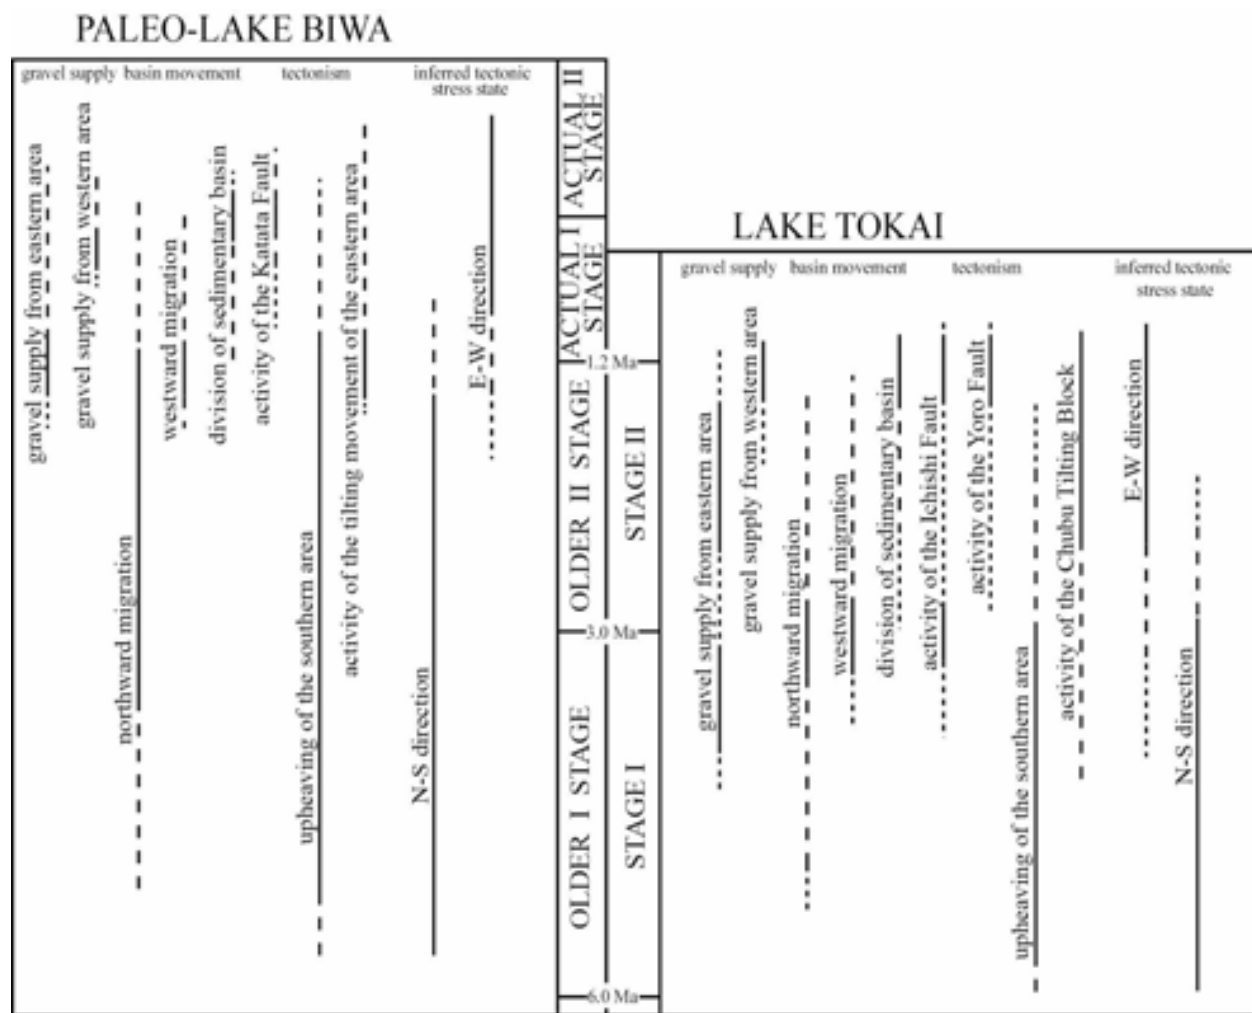 PALEO-LAKE BIWA
gravel supply
basin movement
tectonism
inferred tectonic
stress state
gravel supply from eastern area
gravel supply from western area
northward migration
westward migration
division of sedimentary basin
activity of the Katata Fault
upheaving of the southern area
activity of the tilting movement of the eastern area
N-S direction
E-W direction
ACTUAL II
STAGE
ACTUAL I
STAGE
1.2 Ma
OLDER II STAGE
STAGE II
3.0 Ma
OLDER I STAGE
STAGE I
6.0 Ma
LAKE TOKAI
gravel supply
basin movement
tectonism
inferred tectonic
stress state
gravel supply from eastern area
gravel supply from western area
northward migration
westward migration
division of sedimentary basin
activity of the Ichishi Fault
activity of the Yoro Fault
upheaving of the southern area
activity of the Chubu Tilting Block
E-W direction
N-S direction